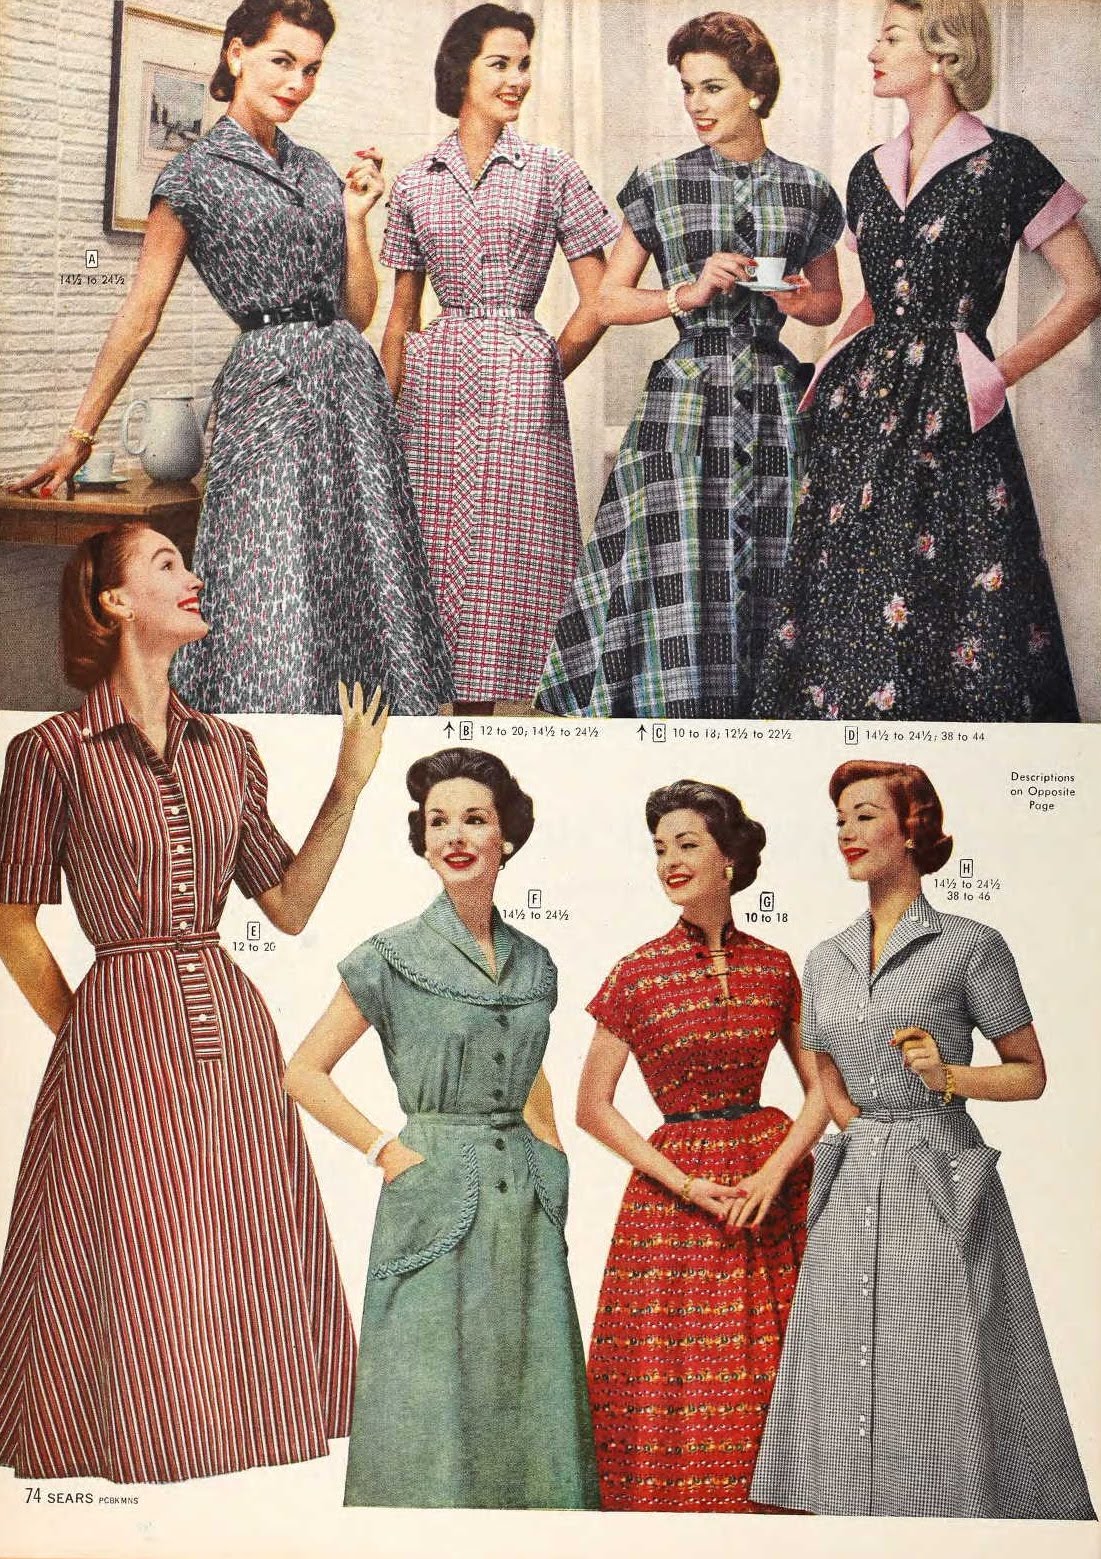 A
14½ to 24½
↑ B 12 to 20; 14½ to 24½
↑ C 10 to 18; 12½ to 22½
D 14½ to 24½; 38 to 44
Descriptions
on Opposite
Page
H
14½ to 24½
38 to 46
F
14½ to 24½
G
10 to 18
E
12 to 20
74 SEARS PCBKMNS